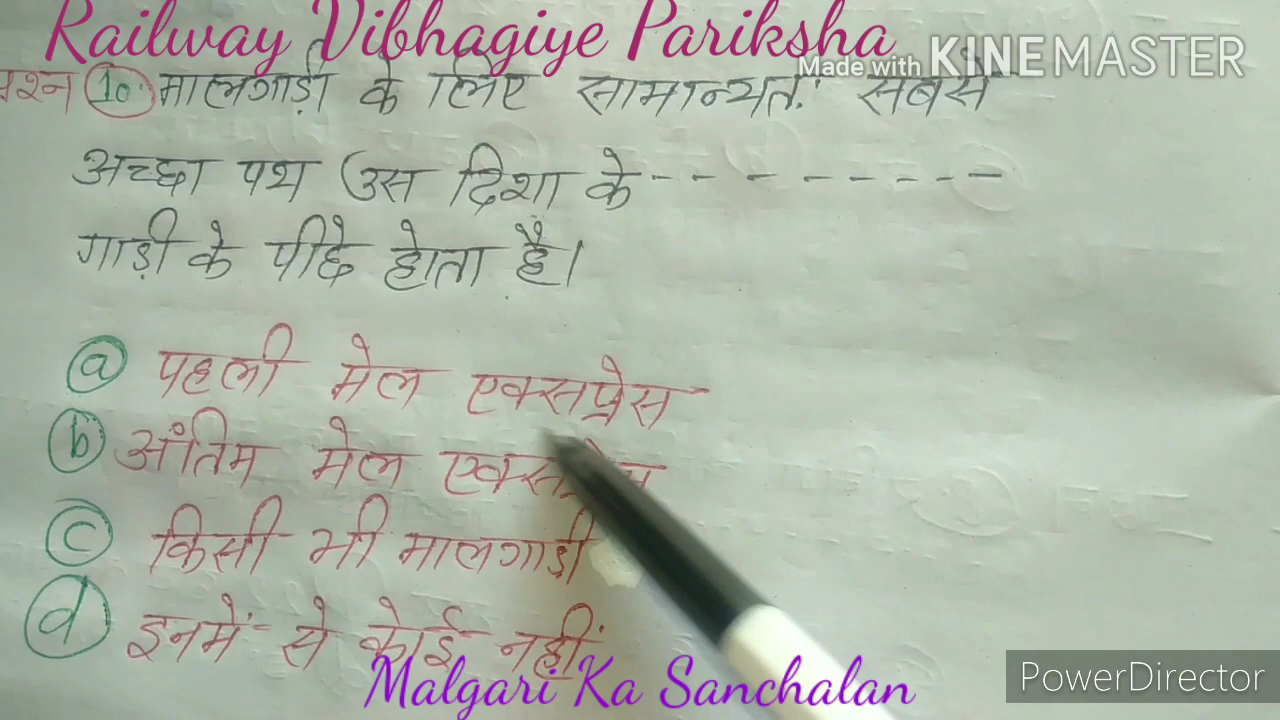 Railway Vibhagiye Pariksha
Made with KINEMASTER
प्रश्न 10. मालगाड़ी के लिए सामान्यतः सबसे
अच्छा पथ उस दिशा के ---------
गाड़ी के पीछे होता है।
a पहली मेल एक्सप्रेस
b अंतिम मेल एक्सप्रेस
c किसी भी मालगाड़ी
d इनमें से कोई नहीं
Malgari Ka Sanchalan
PowerDirector